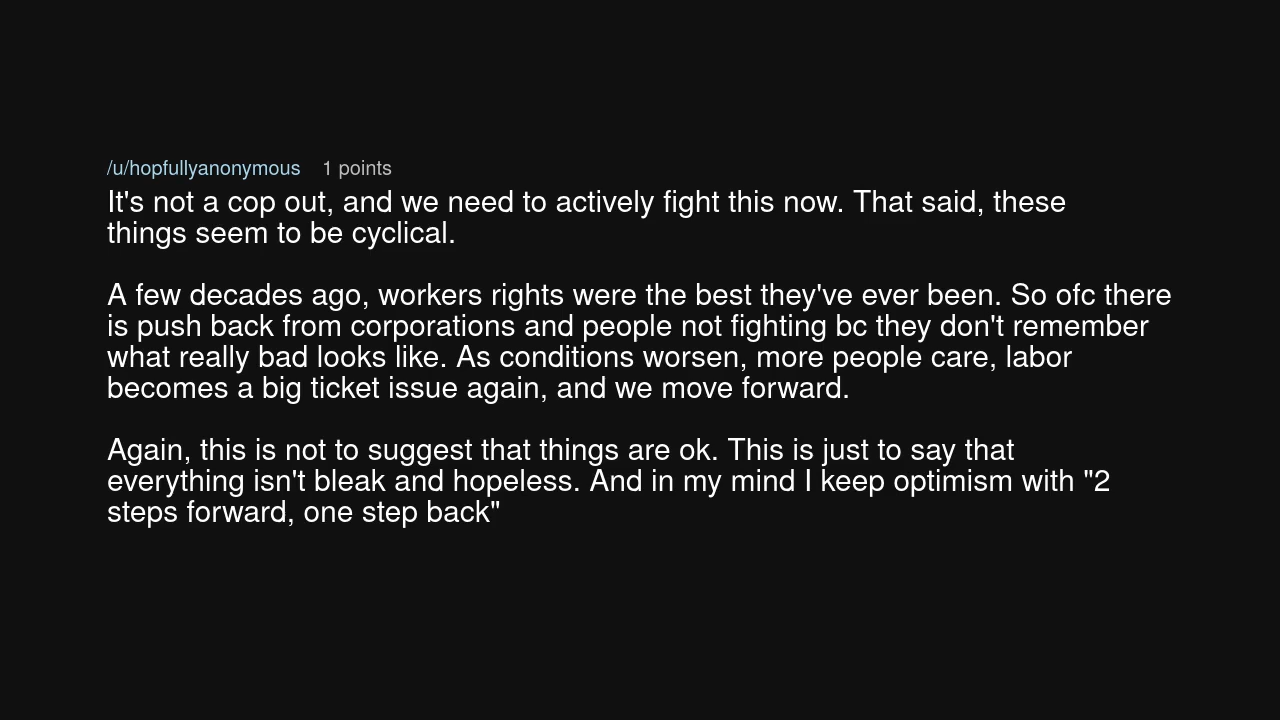 /u/hopfullyanonymous 1 points
It's not a cop out, and we need to actively fight this now. That said, these
things seem to be cyclical.
A few decades ago, workers rights were the best they've ever been. So ofc there
is push back from corporations and people not fighting bc they don't remember
what really bad looks like. As conditions worsen, more people care, labor
becomes a big ticket issue again, and we move forward.
Again, this is not to suggest that things are ok. This is just to say that
everything isn't bleak and hopeless. And in my mind I keep optimism with "2
steps forward, one step back"